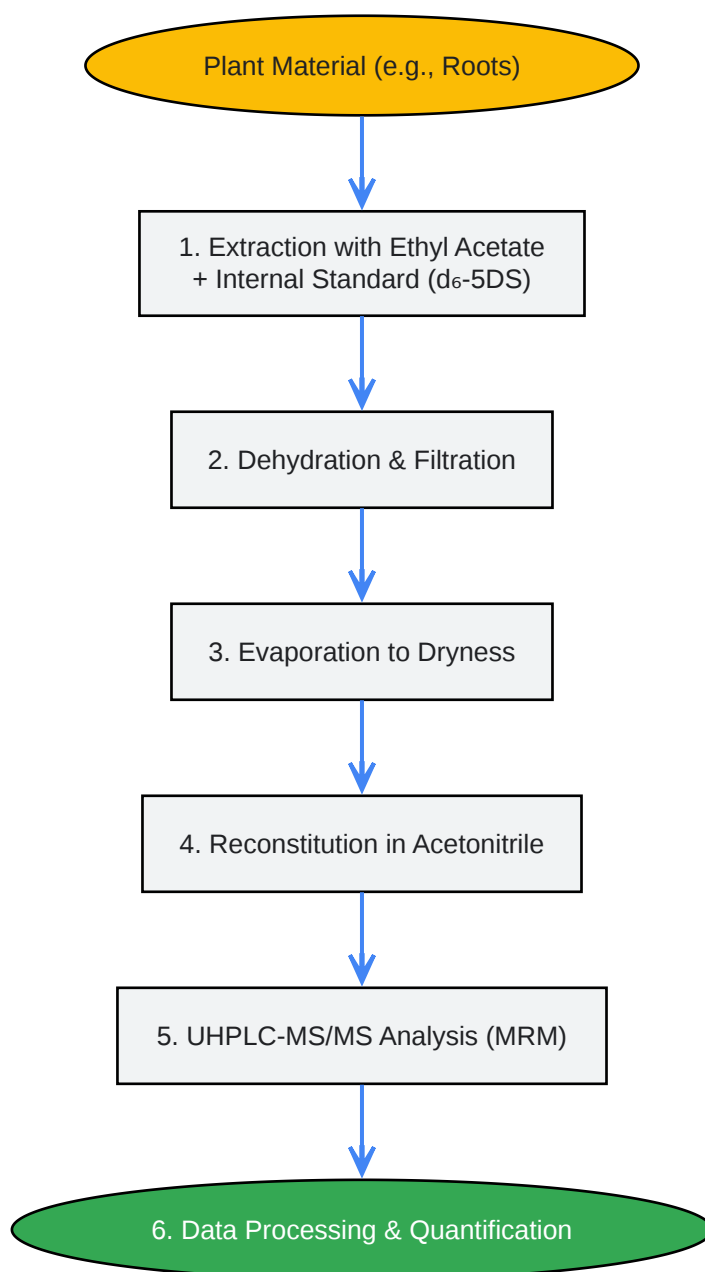 Plant Material (e.g., Roots)
1. Extraction with Ethyl Acetate
+ Internal Standard (d₆-5DS)
2. Dehydration & Filtration
3. Evaporation to Dryness
4. Reconstitution in Acetonitrile
5. UHPLC-MS/MS Analysis (MRM)
6. Data Processing & Quantification